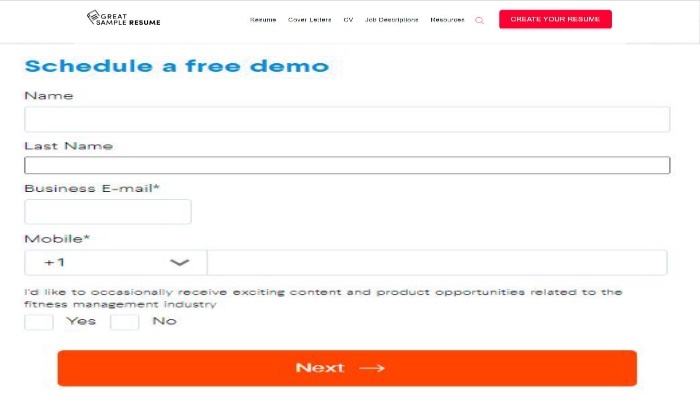 GREAT
SAMPLE RESUME
Resume Cover Letters CV Job Descriptions Resources CREATE YOUR RESUME
Schedule a free demo
Name
Last Name
Business E-mail*
Mobile*
+1
I'd like to occasionally receive exciting content and product opportunities related to the
fitness management industry
Yes No
Next →